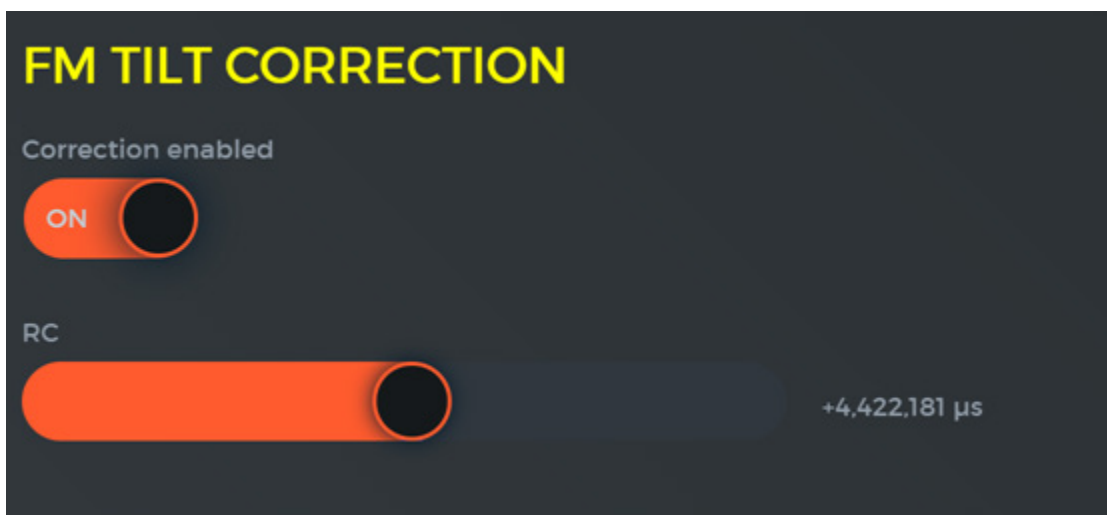 FM TILT CORRECTION
Correction enabled
ON
RC
+4,422,181 µs